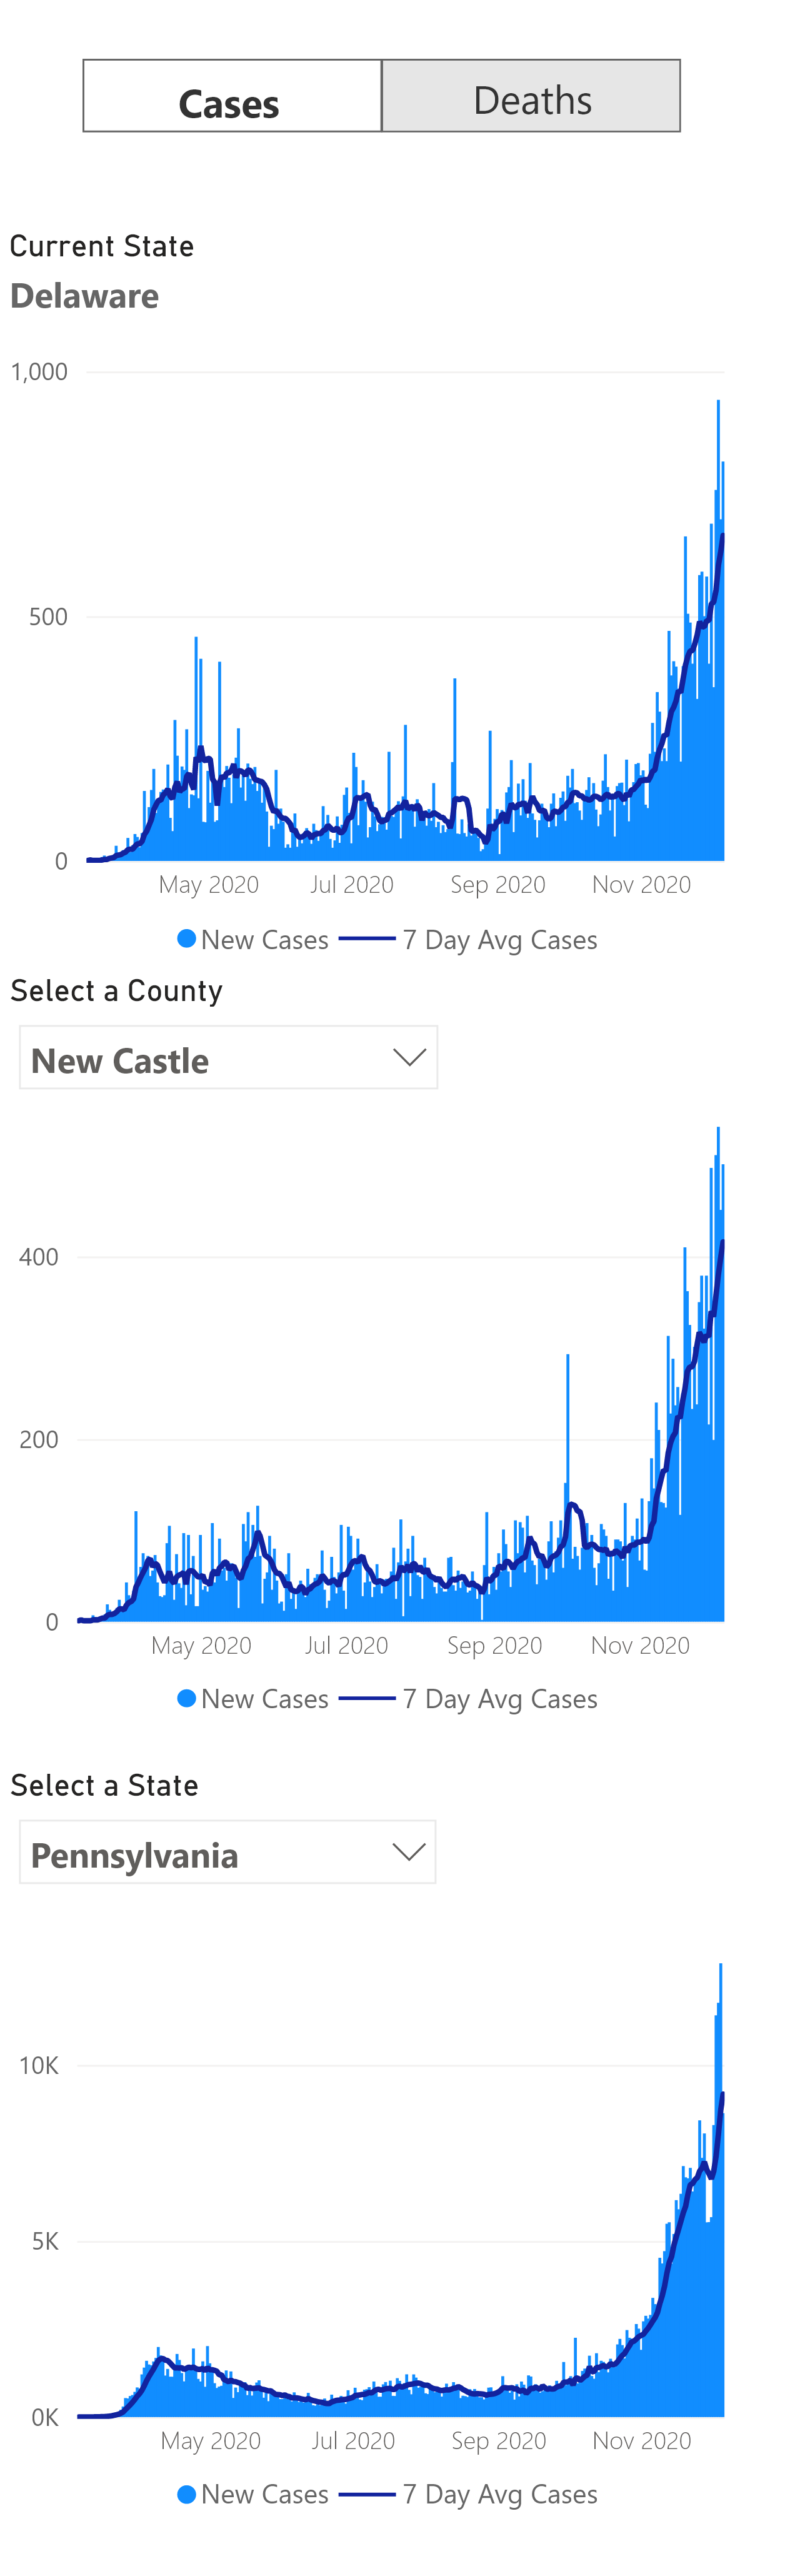 Cases Deaths
Current State
Delaware
1,000
500
0
May 2020 Jul 2020 Sep 2020 Nov 2020
New Cases 7 Day Avg Cases
Select a County
New Castle
400
200
0
May 2020 Jul 2020 Sep 2020 Nov 2020
New Cases 7 Day Avg Cases
Select a State
Pennsylvania
10K
5K
0K
May 2020 Jul 2020 Sep 2020 Nov 2020
New Cases 7 Day Avg Cases